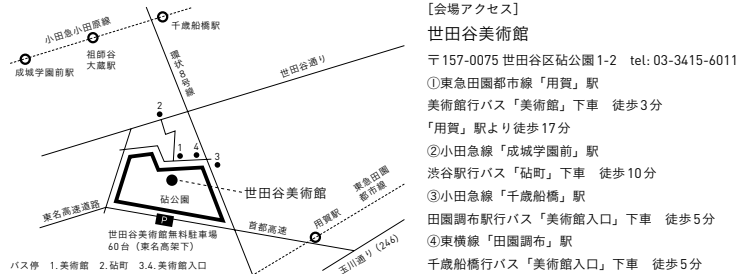 小田急小田原線
千歳船橋駅
祖師谷
大蔵駅
成城学園前駅
環状8号線
世田谷通り
2
1
4
3
世田谷美術館
砧公園
東名高速道路
P
首都高速
用賀駅
東急田園
都市線
玉川通り（246）
世田谷美術館無料駐車場
60台（東名高架下）
バス停 1.美術館 2.砧町 3.4.美術館入口
［会場アクセス］
世田谷美術館
〒157-0075 世田谷区砧公園1-2 tel: 03-3415-6011
①東急田園都市線「用賀」駅
美術館行バス「美術館」下車 徒歩3分
「用賀」駅より徒歩17分
②小田急線「成城学園前」駅
渋谷駅行バス「砧町」下車 徒歩10分
③小田急線「千歳船橋」駅
田園調布駅行バス「美術館入口」下車 徒歩5分
④東横線「田園調布」駅
千歳船橋行バス「美術館入口」下車 徒歩5分